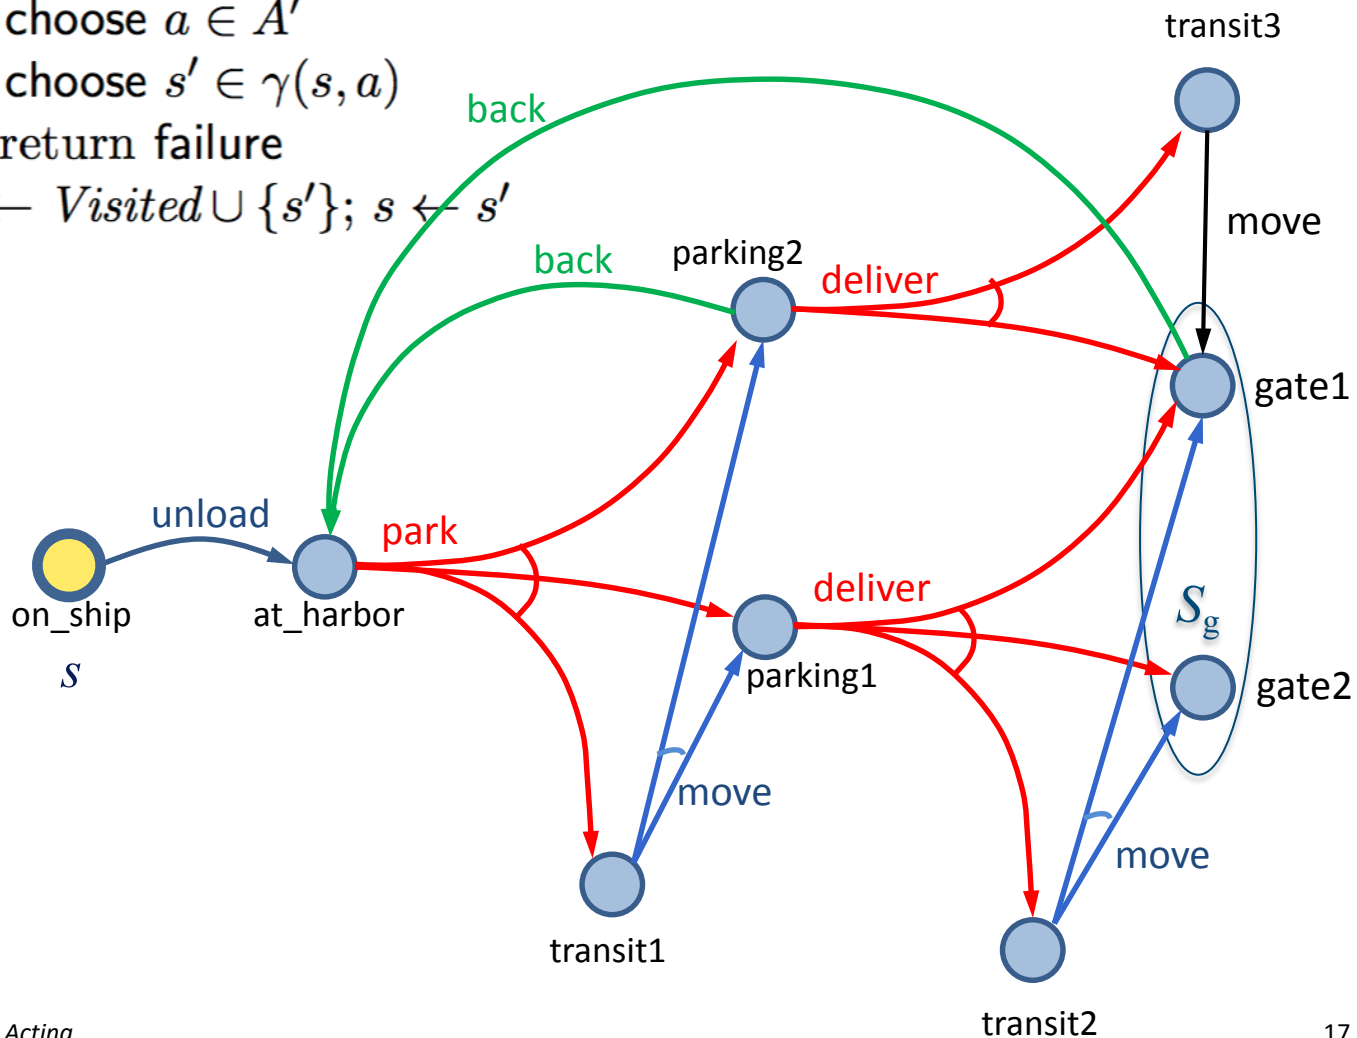 choose a ∈ A′
choose s′ ∈ γ(s, a)
return failure
← Visited ∪ {s′}; s ← s′
transit3
back
move
parking2
back
deliver
gate1
unload
park
deliver
S_g
on_ship
at_harbor
s
parking1
gate2
move
move
transit1
transit2
Acting
17